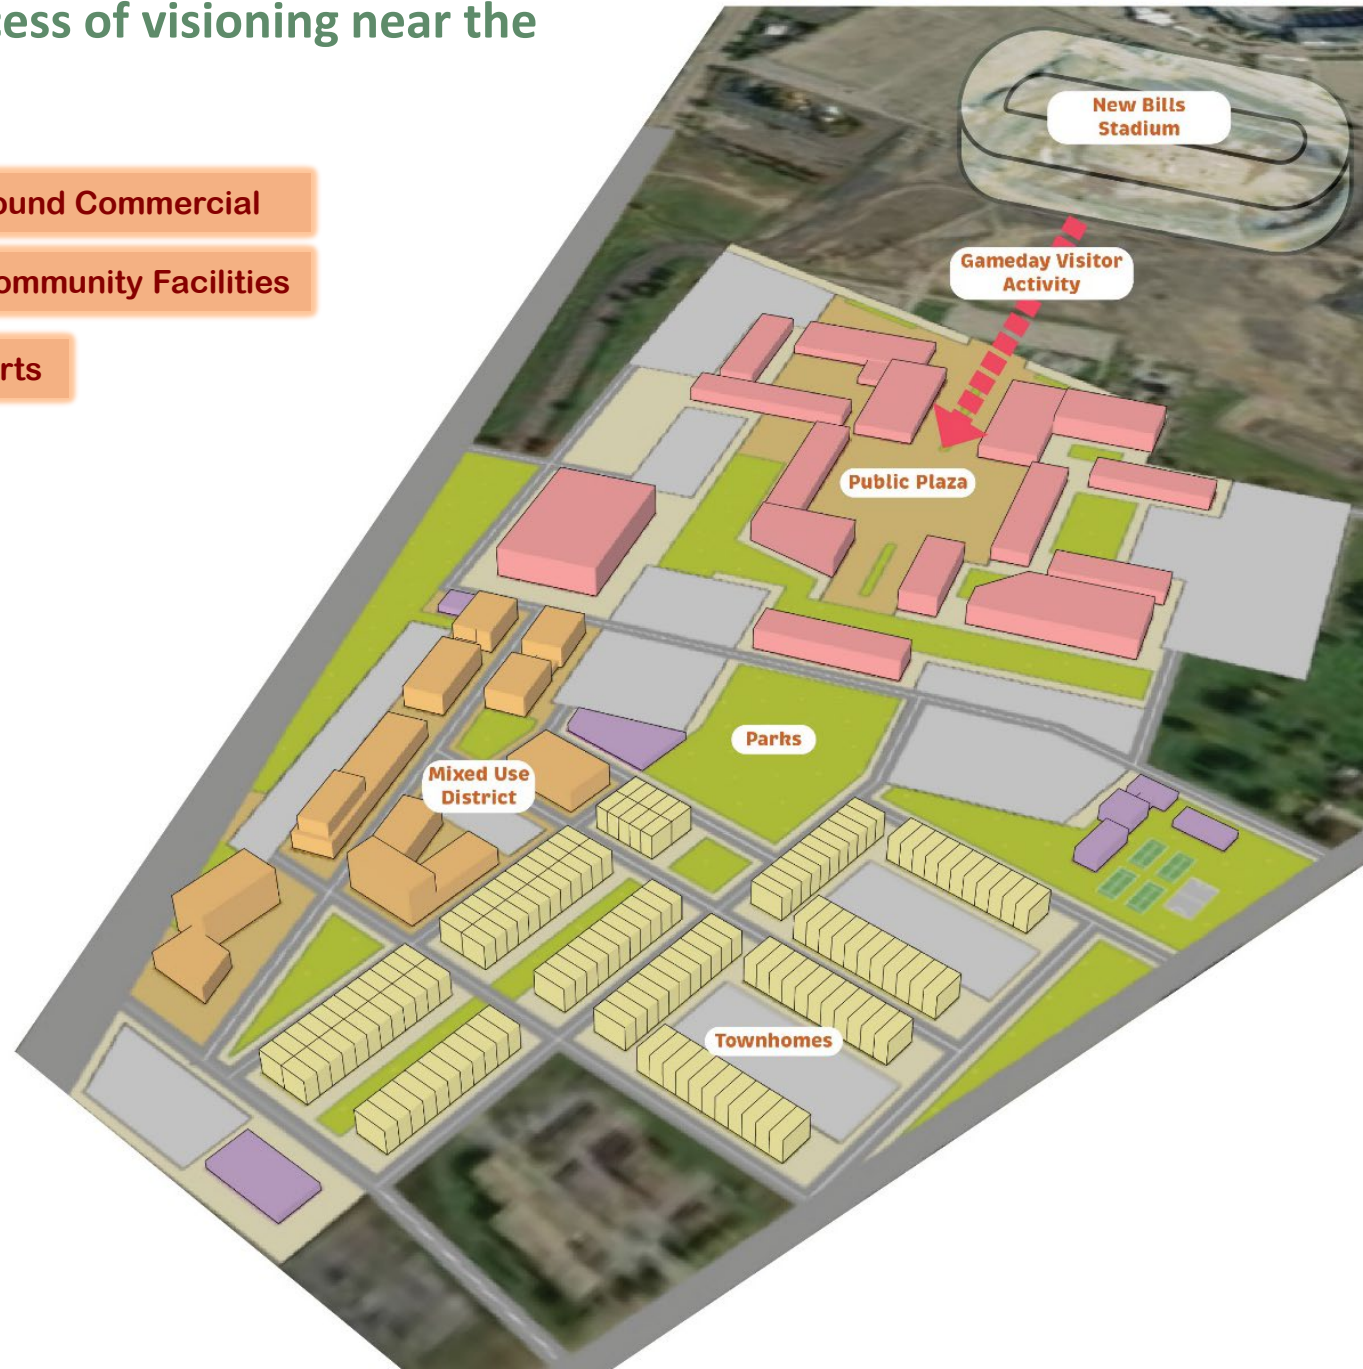 cess of visioning near the
ound Commercial
ommunity Facilities
rts
New Bills
Stadium
Gameday Visitor
Activity
Public Plaza
Parks
Mixed Use
District
Townhomes